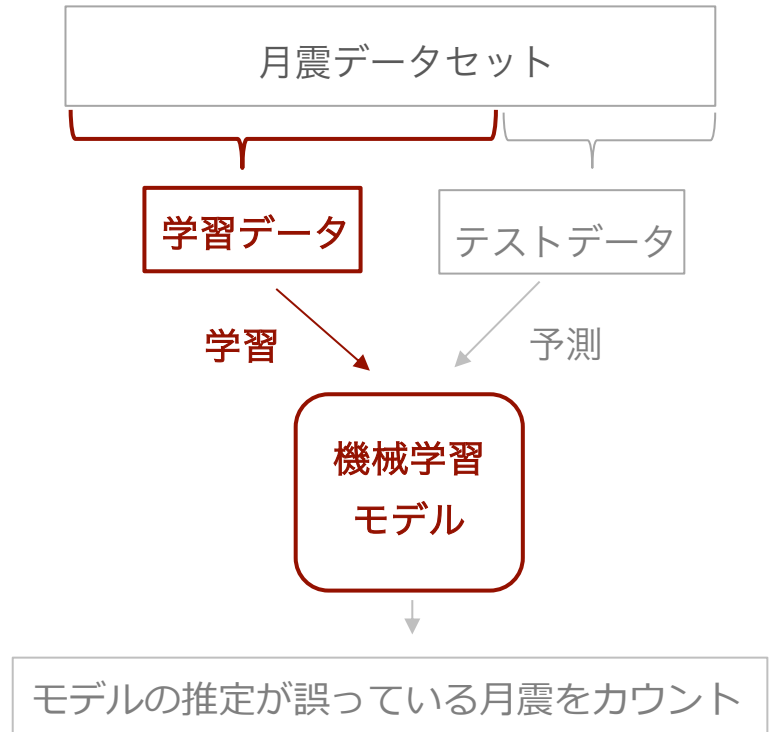 月震データセット
学習データ
テストデータ
学習
予測
機械学習
モデル
モデルの推定が誤っている月震をカウント